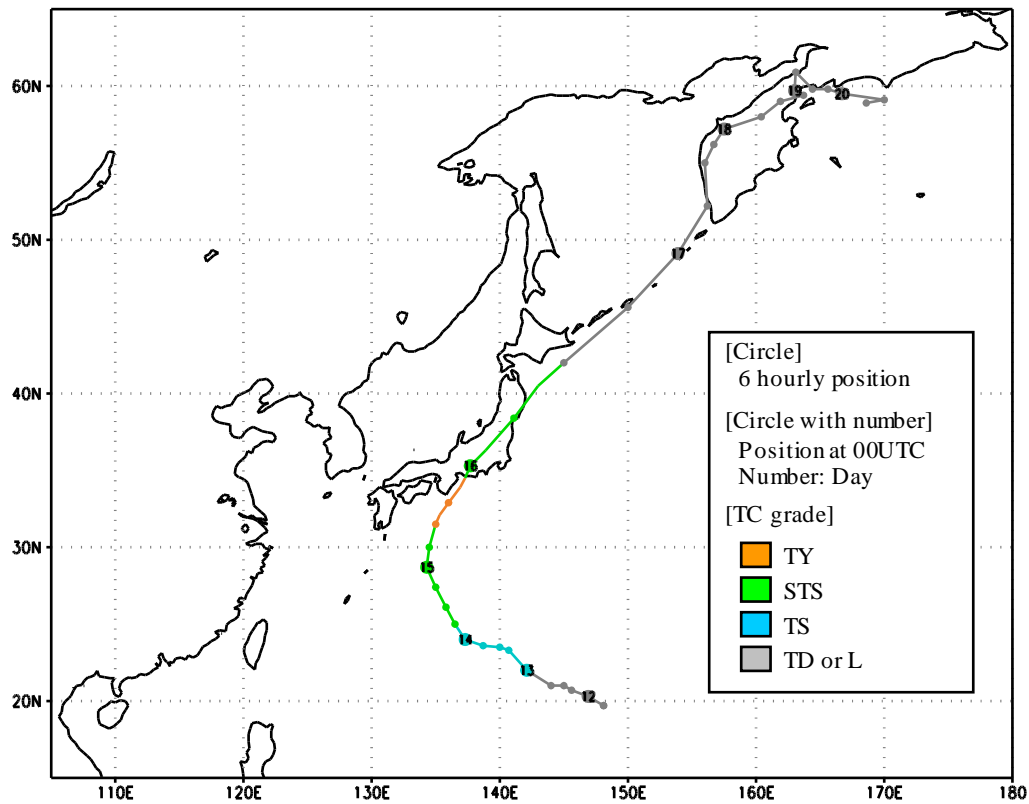 60N
50N
40N
30N
20N
110E
120E
130E
140E
150E
160E
170E
180
12
13
14
15
16
17
18
19
20
[Circle]
6 hourly position
[Circle with number]
Position at 00UTC
Number: Day
[TC grade]
TY
STS
TS
TD or L